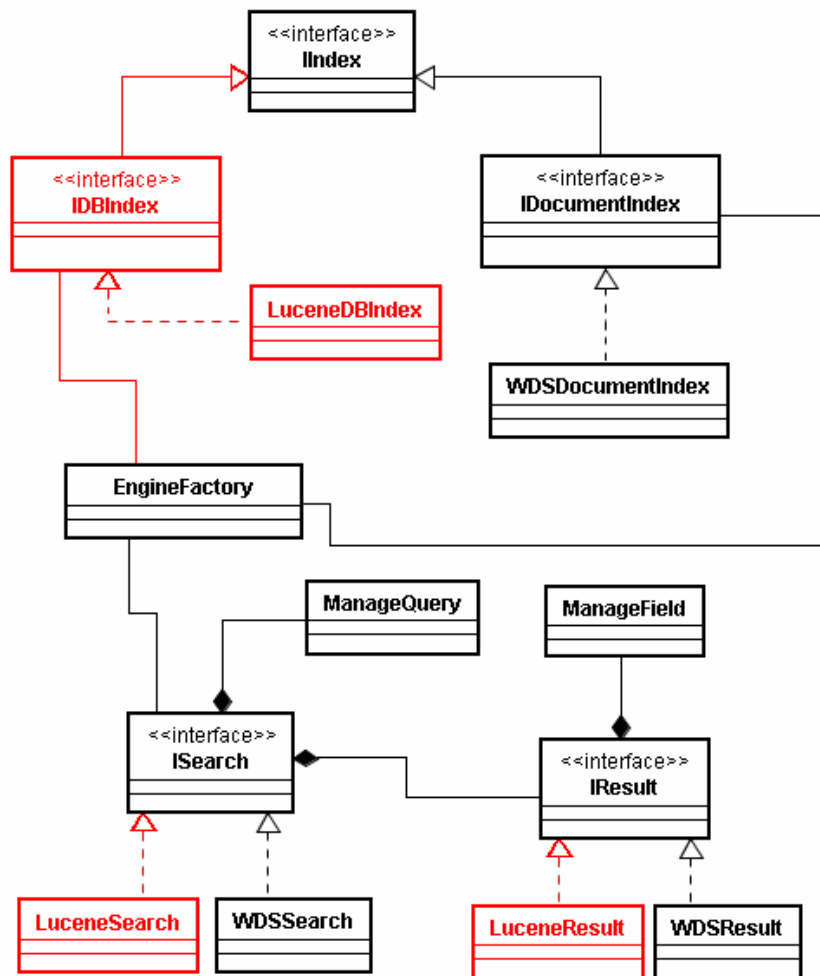 <<interface>>
IIndex
<<interface>>
IDBIndex
<<interface>>
IDocumentIndex
LuceneDBIndex
WDSDocumentIndex
EngineFactory
ManageQuery
ManageField
<<interface>>
ISearch
<<interface>>
IResult
LuceneSearch
WDSSearch
LuceneResult
WDSResult